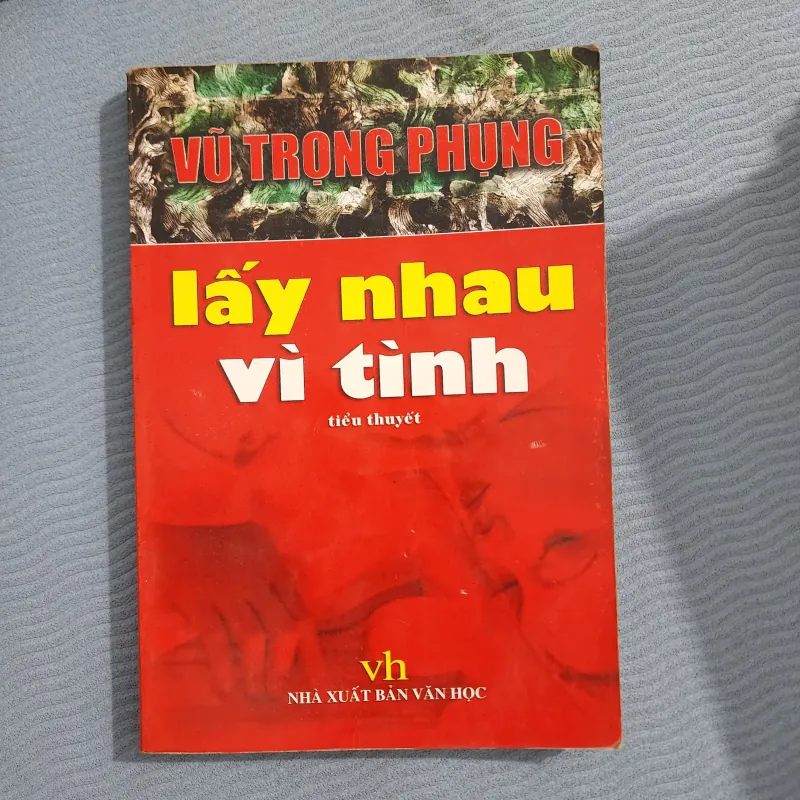 VŨ TRỌNG PHỤNG
lấy nhau
vì tình
tiểu thuyết
vh
NHÀ XUẤT BẢN VĂN HỌC